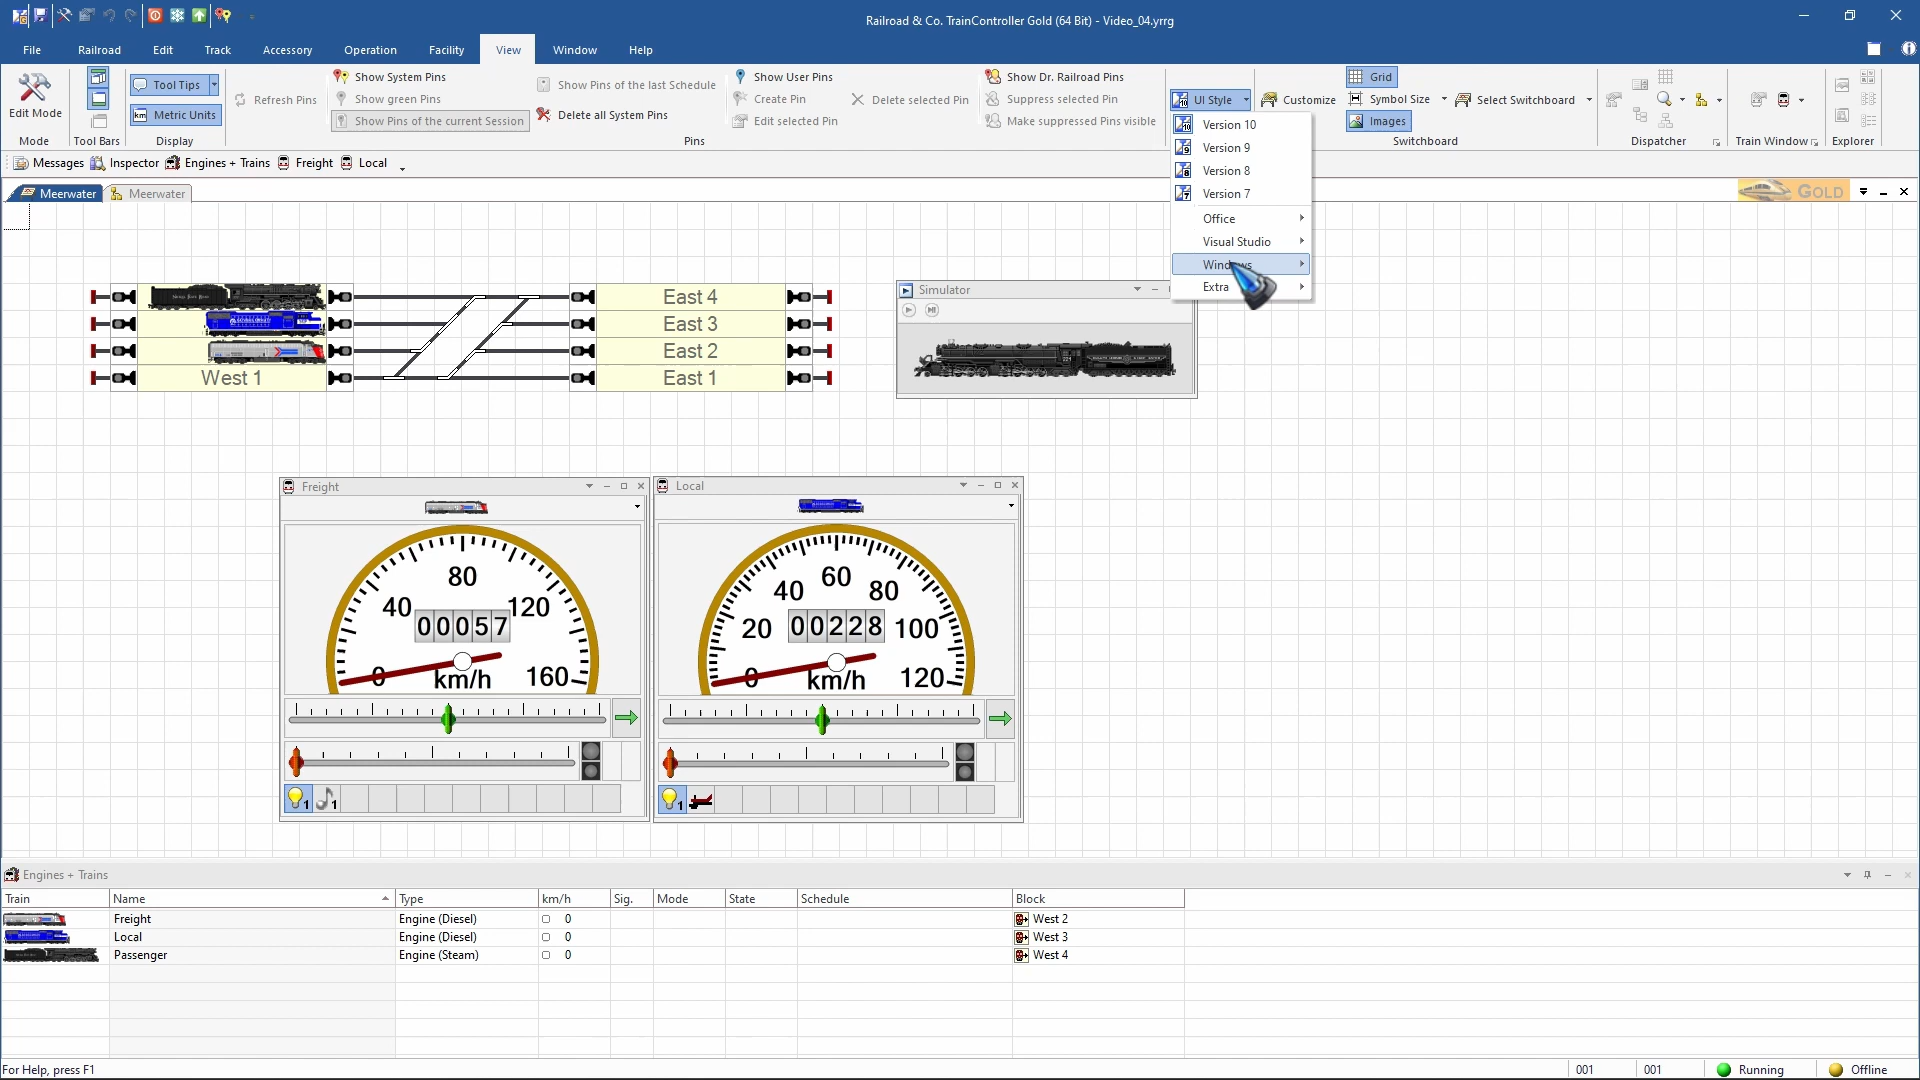 Railroad & Co. TrainController Gold (64 Bit) - Video_04.yrrg
File Railroad Edit Track Accessory Operation Facility View Window Help
Edit Mode
Mode
Tool Bars
Tool Tips
km Metric Units
Display
Refresh Pins
Show System Pins
Show green Pins
Show Pins of the current Session
Show Pins of the last Schedule
Delete all System Pins
Show User Pins
Create Pin
Edit selected Pin
Delete selected Pin
Show Dr. Railroad Pins
Suppress selected Pin
Make suppressed Pins visible
Pins
UI Style
Customize
Grid
Symbol Size
Images
Select Switchboard
Switchboard
Dispatcher
Train Window
Explorer
Version 10
Version 9
Version 8
Version 7
Office
Visual Studio
Windows
Extra
Messages Inspector Engines + Trains Freight Local
Meerwater Meerwater
GOLD
East 4
East 3
East 2
West 1 East 1
Simulator
Freight
40 80 120
00057
0 km/h 160
1 1
Local
20 40 60 80 100
00228
0 km/h 120
1
Engines + Trains
Train Name Type km/h Sig. Mode State Schedule Block
Freight Engine (Diesel) 0 West 2
Local Engine (Diesel) 0 West 3
Passenger Engine (Steam) 0 West 4
For Help, press F1 001 001 Running Offline